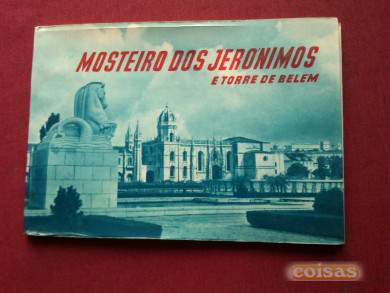 MOSTEIRO DOS JERONIMOS
E TORRE DE BELEM
coisas